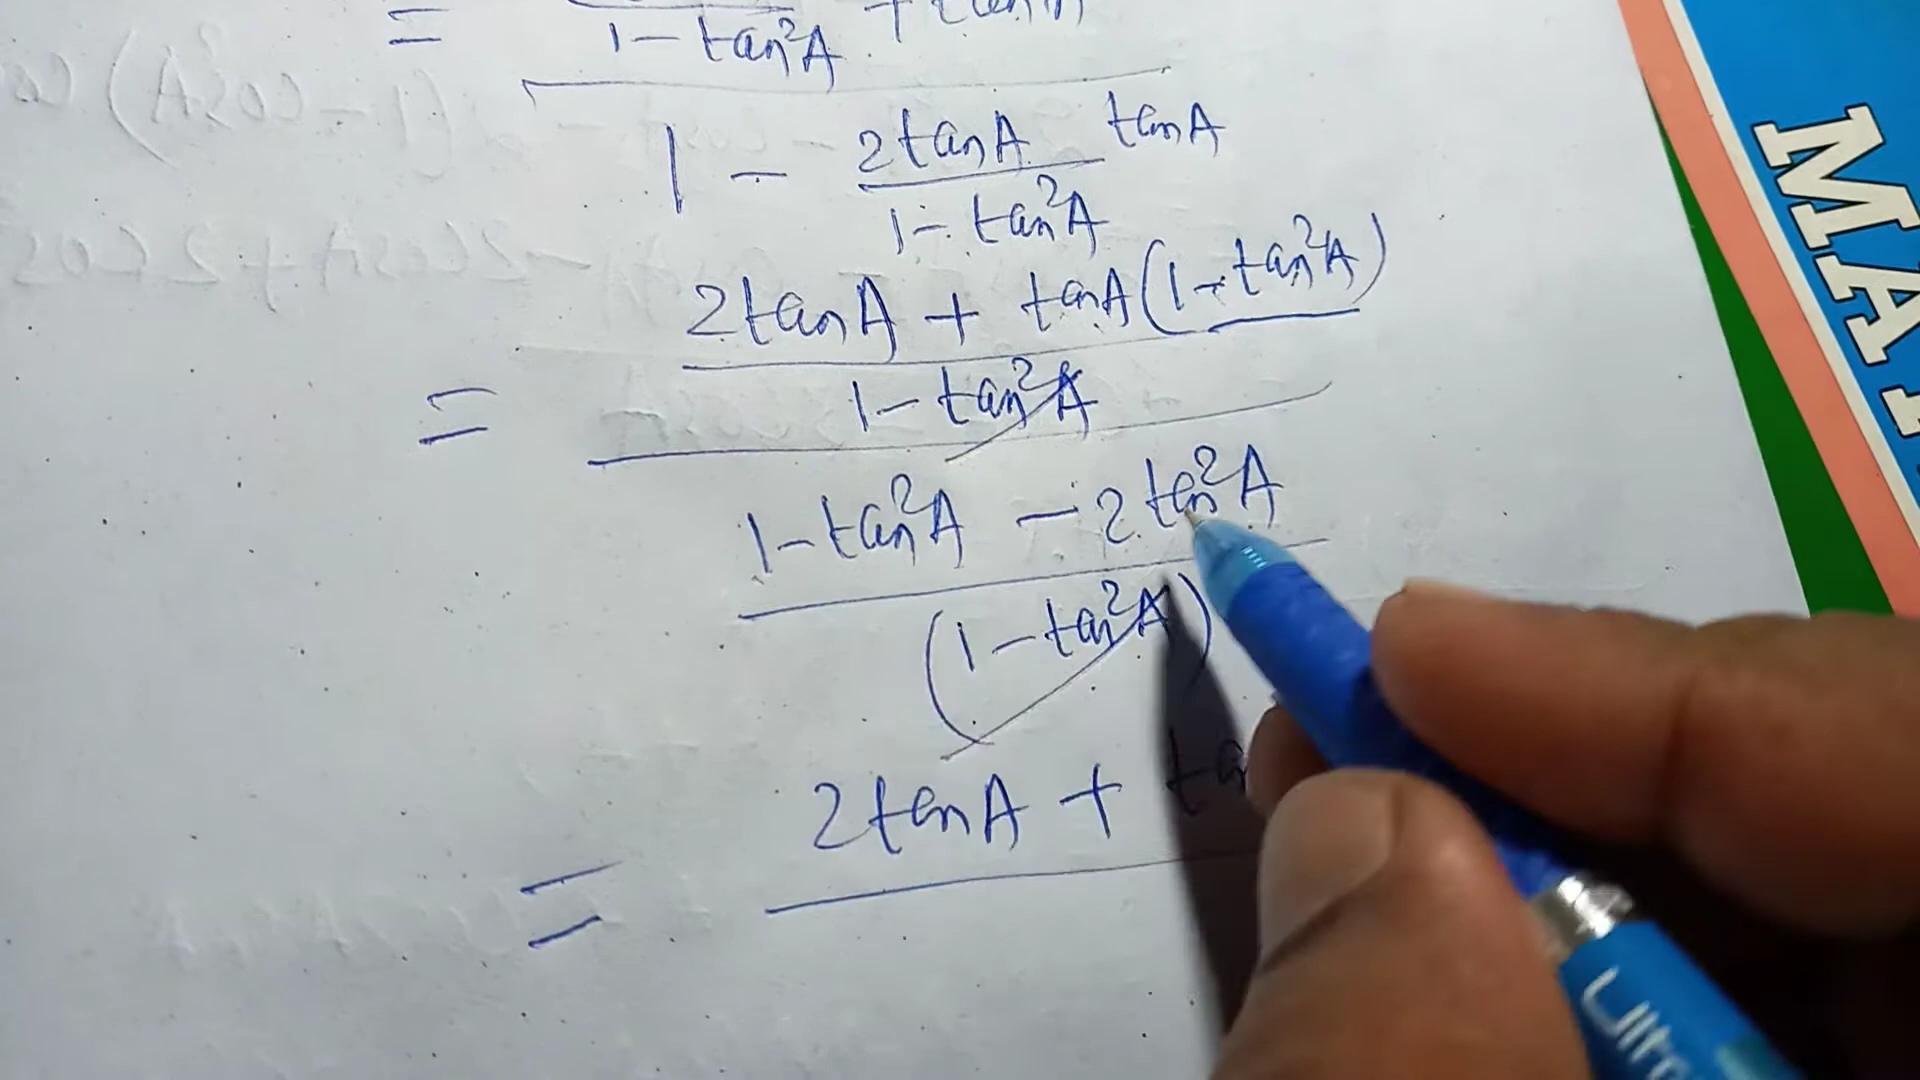 = 1 - tan²A
1 - 2tanA tanA
1 - tan²A
= 2tanA + tanA(1 - tan²A)
1 - tan²A
1 - tan²A - 2tan²A
(1 - tan²A)
= 2tanA +
MA